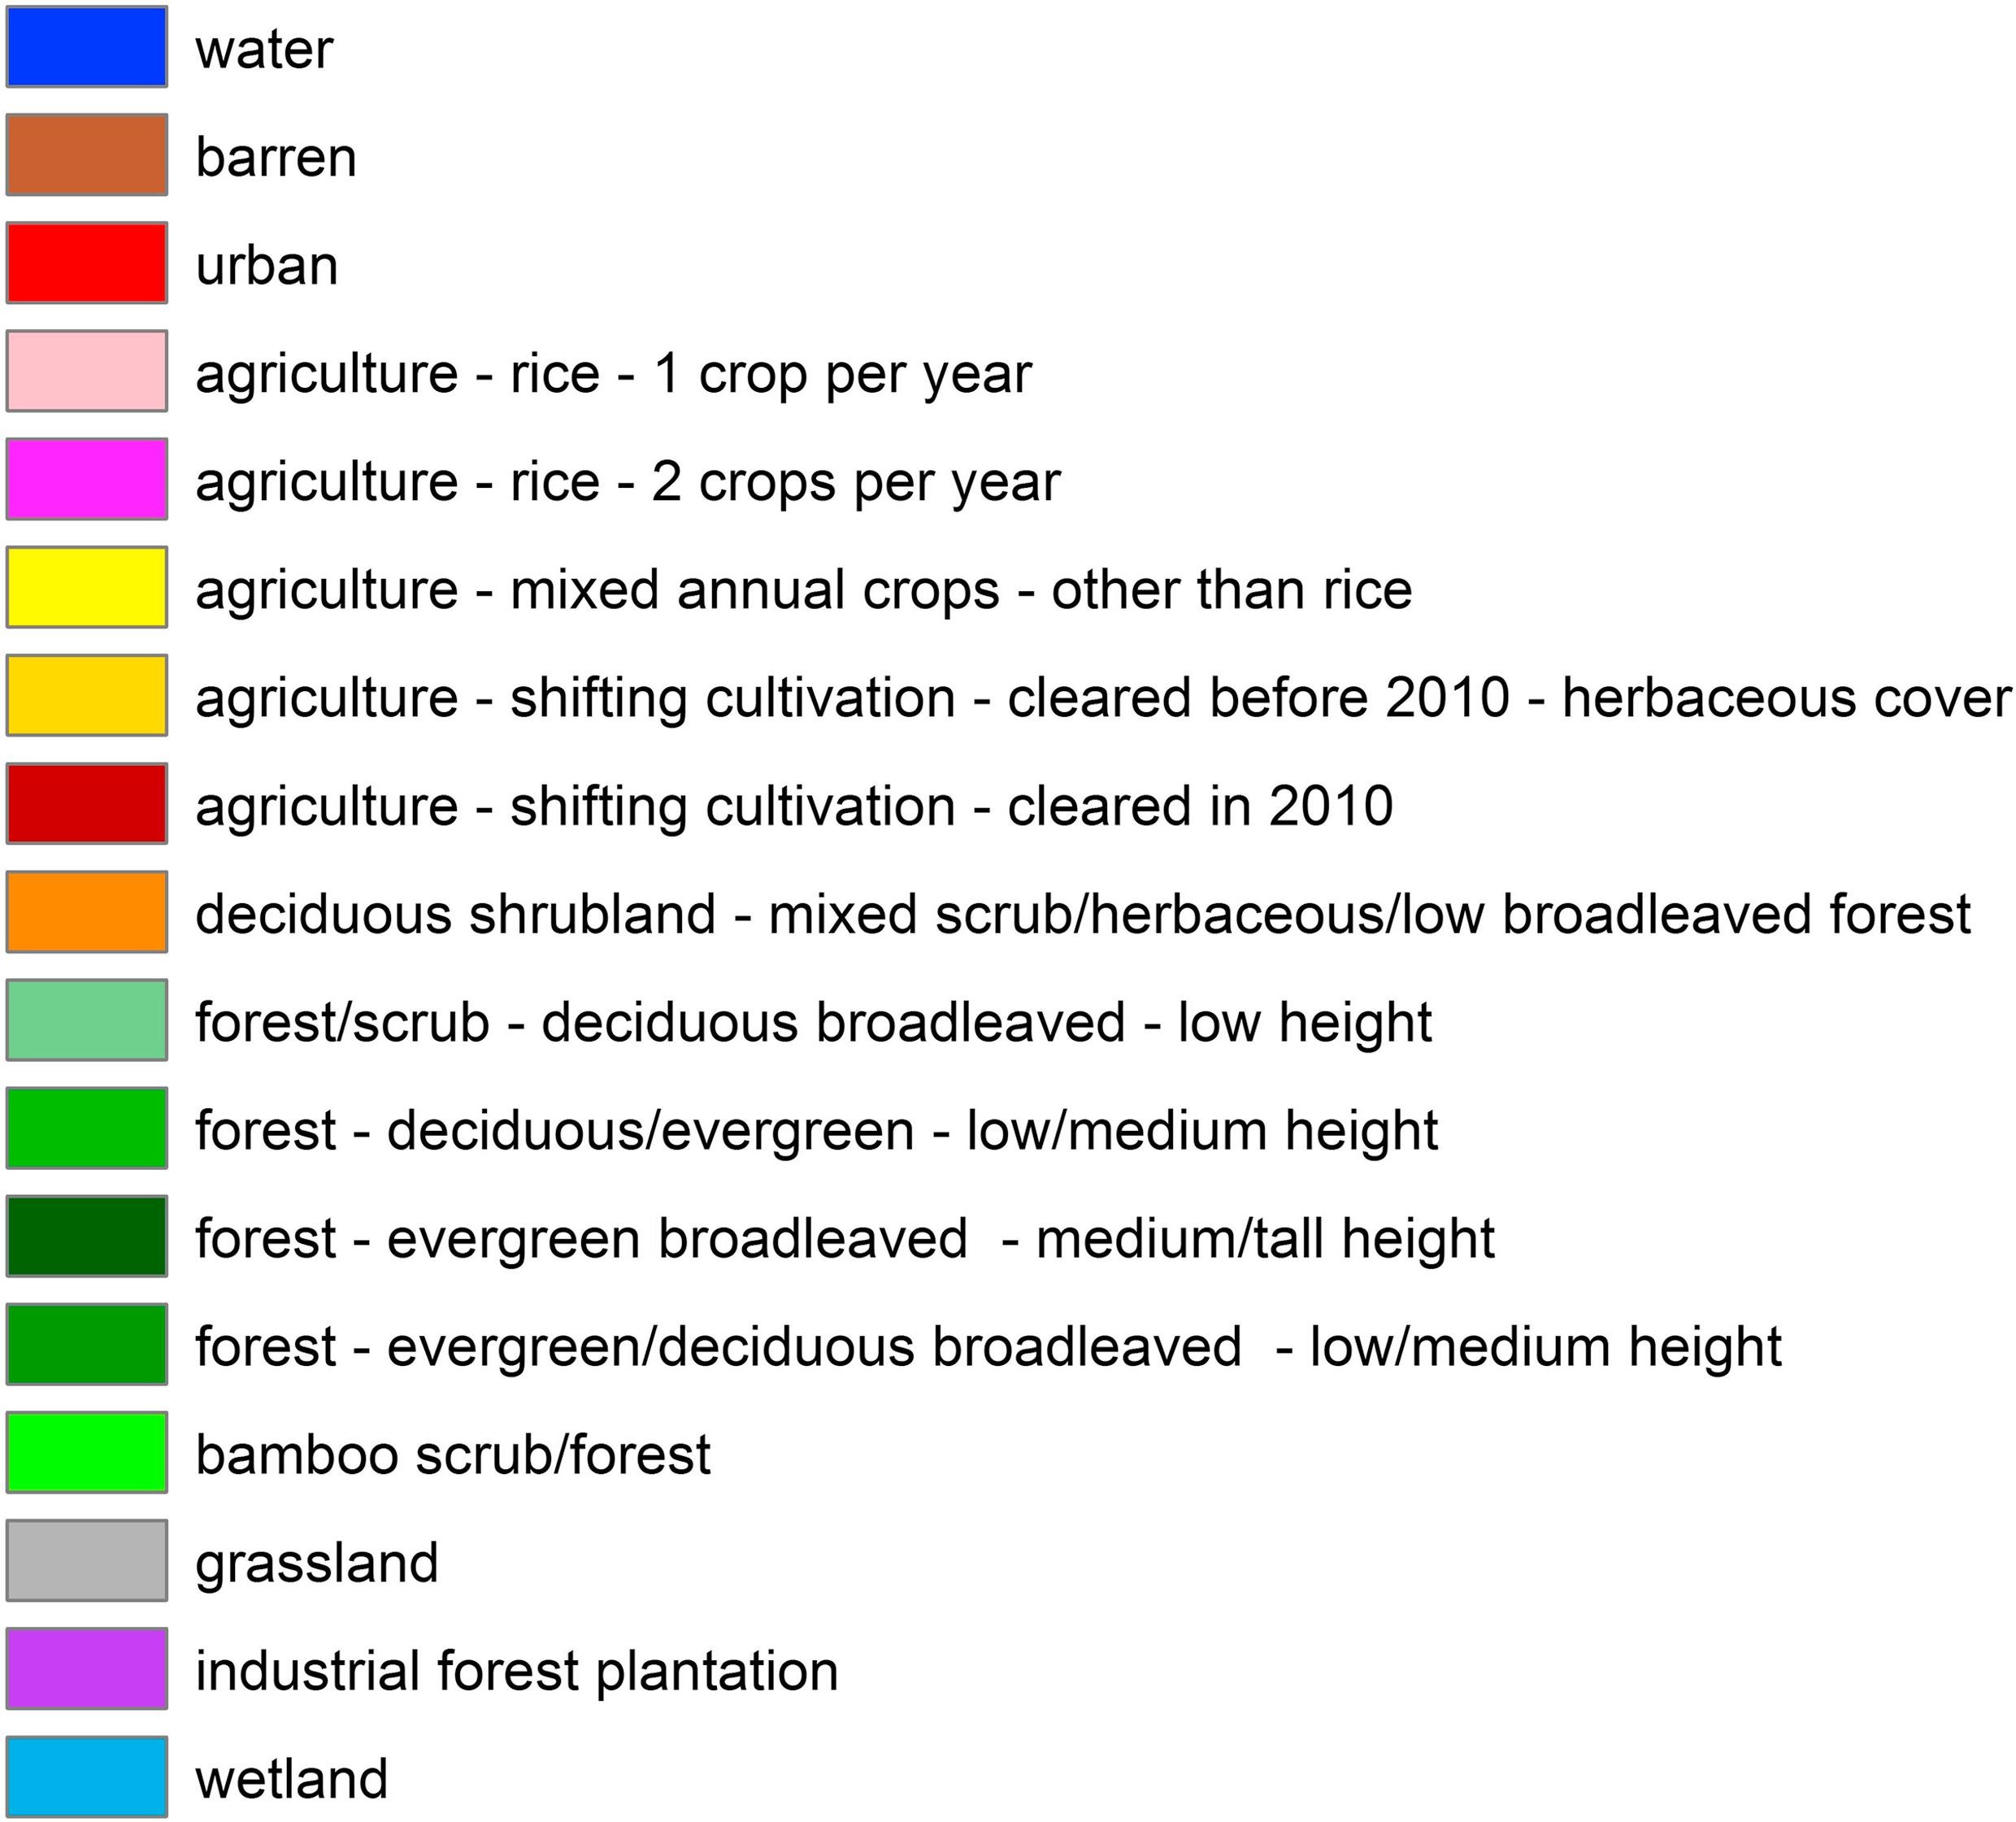 water
barren
urban
agriculture - rice - 1 crop per year
agriculture - rice - 2 crops per year
agriculture - mixed annual crops - other than rice
agriculture - shifting cultivation - cleared before 2010 - herbaceous cover
agriculture - shifting cultivation - cleared in 2010
deciduous shrubland - mixed scrub/herbaceous/low broadleaved forest
forest/scrub - deciduous broadleaved - low height
forest - deciduous/evergreen - low/medium height
forest - evergreen broadleaved  - medium/tall height
forest - evergreen/deciduous broadleaved  - low/medium height
bamboo scrub/forest
grassland
industrial forest plantation
wetland